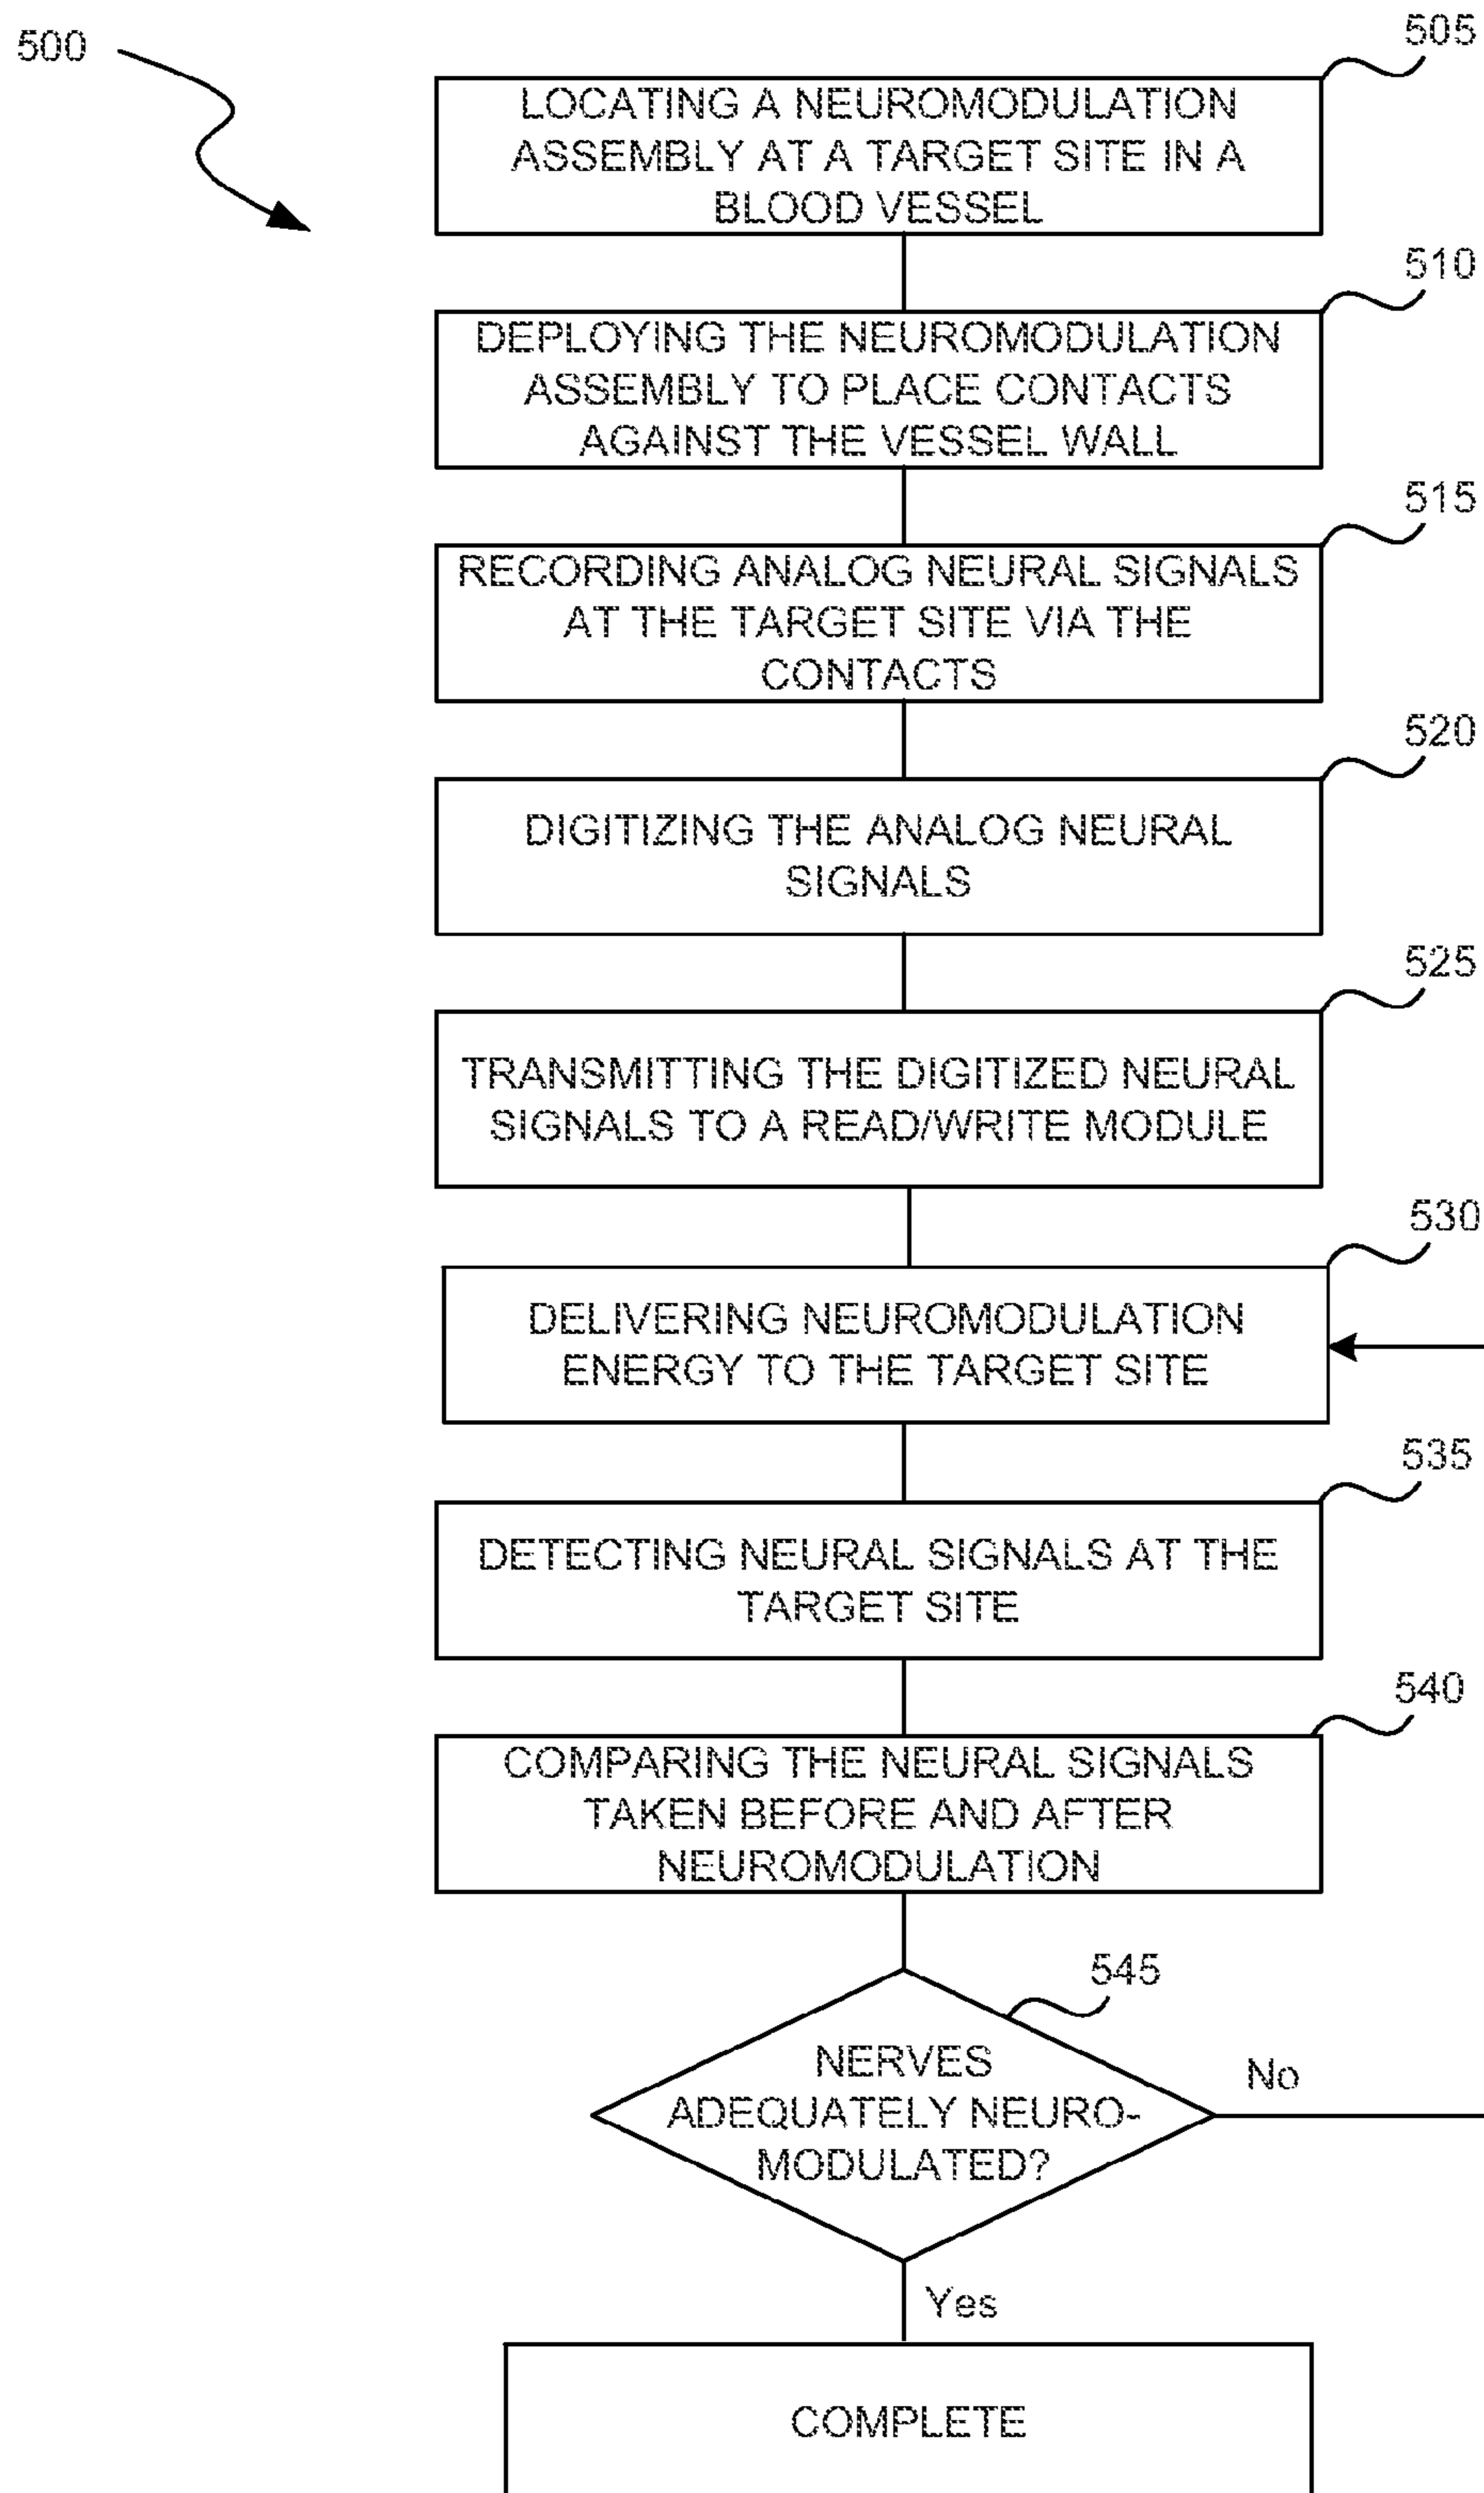 500
505
LOCATING A NEUROMODULATION
ASSEMBLY AT A TARGET SITE IN A
BLOOD VESSEL
510
DEPLOYING THE NEUROMODULATION
ASSEMBLY TO PLACE CONTACTS
AGAINST THE VESSEL WALL
515
RECORDING ANALOG NEURAL SIGNALS
AT THE TARGET SITE VIA THE
CONTACTS
520
DIGITIZING THE ANALOG NEURAL
SIGNALS
525
TRANSMITTING THE DIGITIZED NEURAL
SIGNALS TO A READ/WRITE MODULE
530
DELIVERING NEUROMODULATION
ENERGY TO THE TARGET SITE
535
DETECTING NEURAL SIGNALS AT THE
TARGET SITE
540
COMPARING THE NEURAL SIGNALS
TAKEN BEFORE AND AFTER
NEUROMODULATION
545
NERVES
ADEQUATELY NEURO-
MODULATED?
No
Yes
COMPLETE